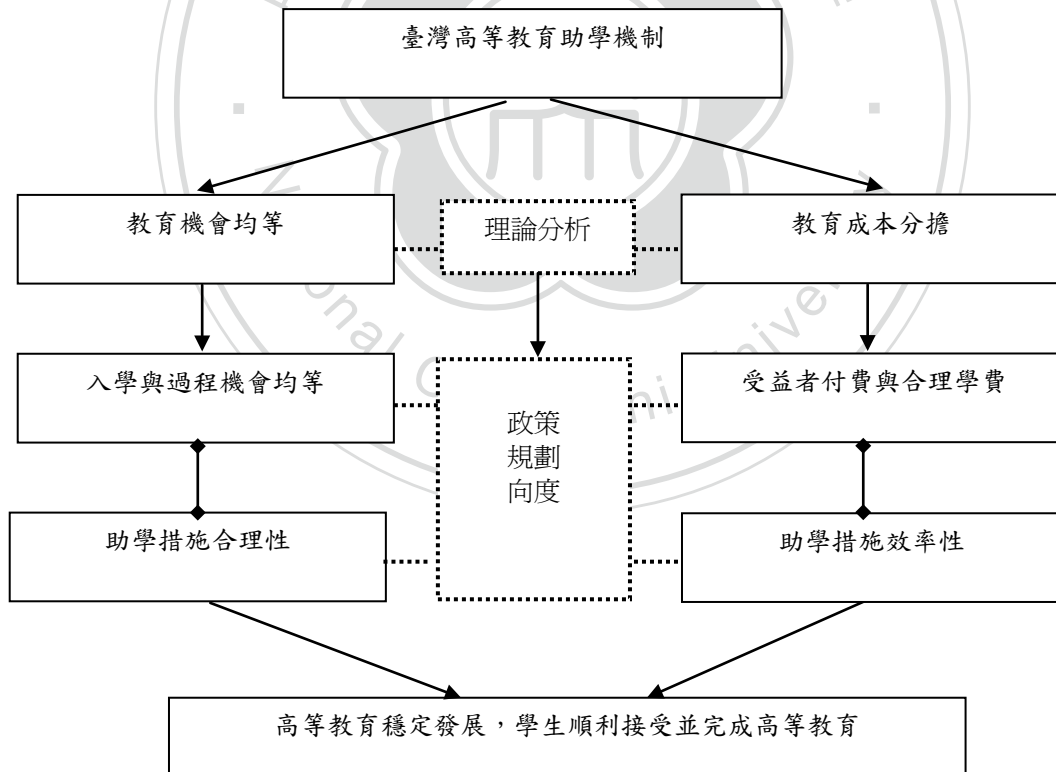 臺灣高等教育助學機制
教育機會均等
理論分析
教育成本分擔
入學與過程機會均等
政策
規劃
向度
受益者付費與合理學費
助學措施合理性
助學措施效率性
高等教育穩定發展，學生順利接受並完成高等教育